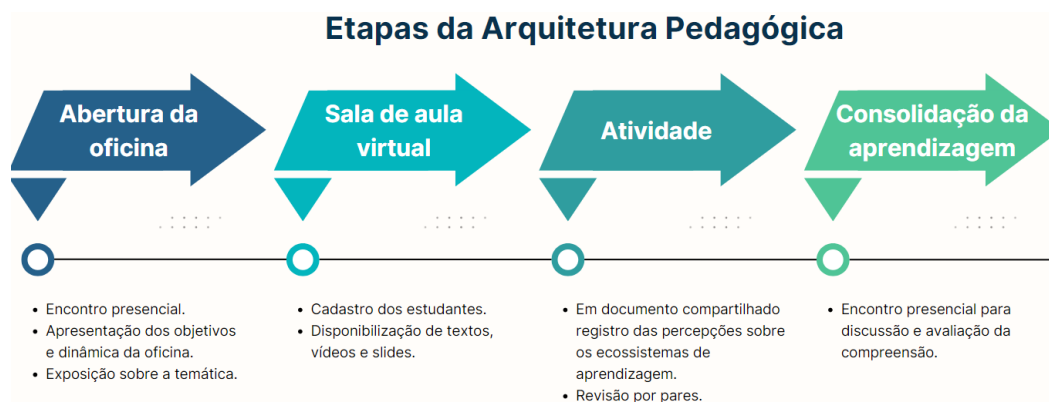 Etapas da Arquitetura Pedagógica
Abertura da
oficina
Sala de aula
virtual
Atividade
Consolidação da
aprendizagem
• Encontro presencial.
• Apresentação dos objetivos
e dinâmica da oficina.
• Exposição sobre a temática.
• Cadastro dos estudantes.
• Disponibilização de textos,
vídeos e slides.
• Em documento compartilhado
registro das percepções sobre
os ecossistemas de
aprendizagem.
• Revisão por pares.
• Encontro presencial para
discussão e avaliação da
compreensão.